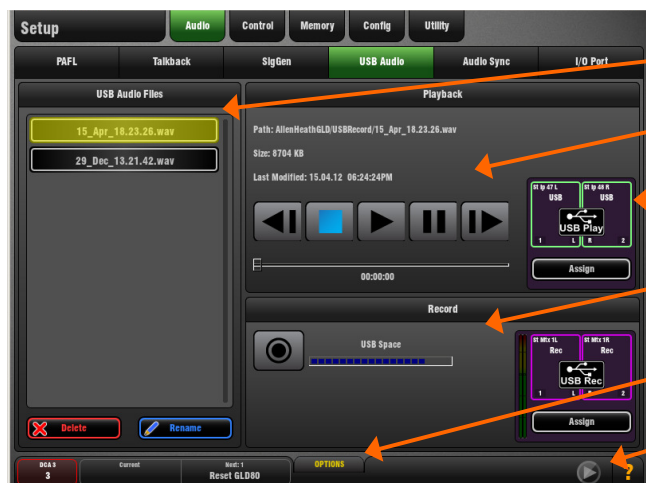 Setup
Audio
Control
Memory
Config
Utility
PAFL
Talkback
SigGen
USB Audio
Audio Sync
I/O Port
USB Audio Files
15_Apr_18.23.26.wav
29_Dec_13.21.42.wav
Delete
Rename
Playback
Path: AllenHeathGLD/USBRecord/15_Apr_18.23.26.wav
Size: 8704 KB
Last Modified: 15.04.12 06:24:24PM
00:00:00
St Ip 47 L
USB
St Ip 48 R
USB
USB Play
1 L R 2
Assign
Record
USB Space
St Mtx 1L
Rec
St Mtx 1R
Rec
USB Rec
1 L R 2
Assign
DCA 3
3
Current
Next: 1
Reset GLD80
OPTIONS
?